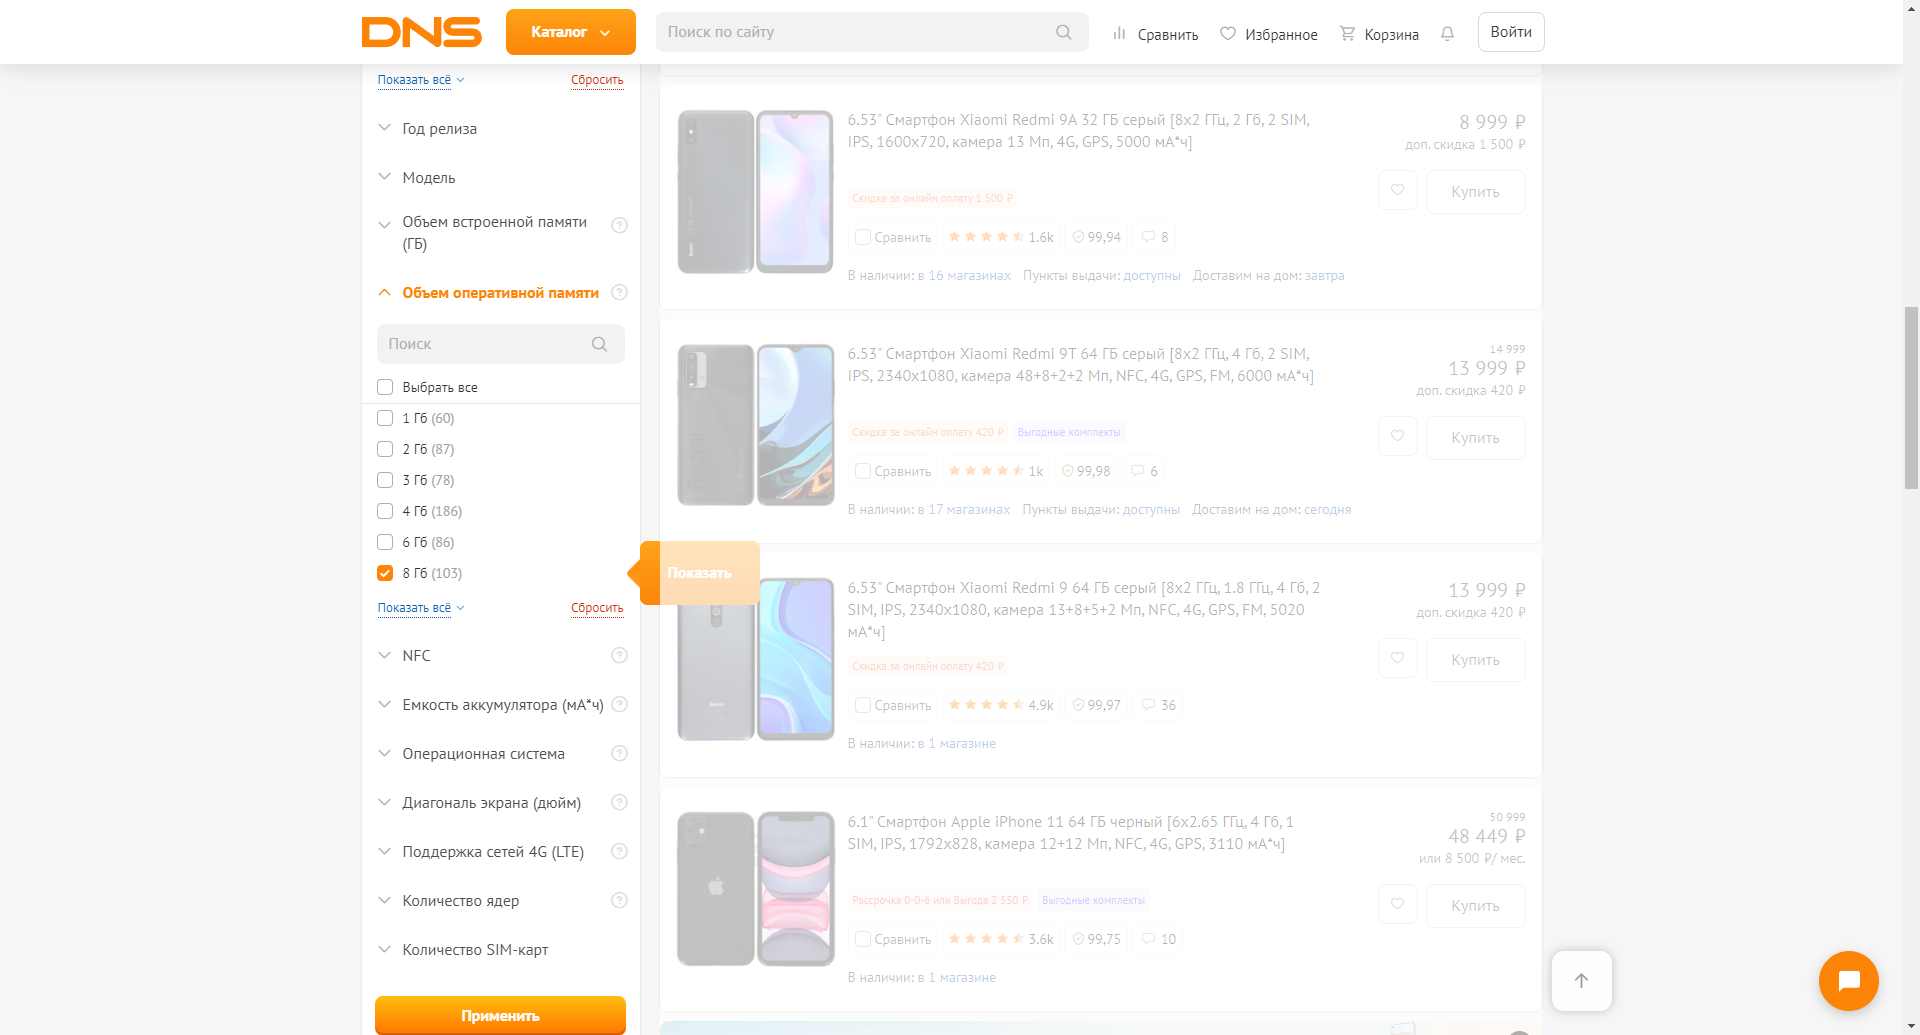 DNS
Каталог
Поиск по сайту
Сравнить
Избранное
Корзина
Войти
Показать всё
Сбросить
Год релиза
Модель
Объем встроенной памяти
(ГБ)
Объем оперативной памяти
Поиск
Выбрать все
1 Гб (60)
2 Гб (87)
3 Гб (78)
4 Гб (186)
6 Гб (86)
8 Гб (103)
Показать
Показать всё
Сбросить
NFC
Емкость аккумулятора (мА*ч)
Операционная система
Диагональ экрана (дюйм)
Поддержка сетей 4G (LTE)
Количество ядер
Количество SIM-карт
Применить
6.53" Смартфон Xiaomi Redmi 9A 32 ГБ серый [8x2 ГГц, 2 Гб, 2 SIM,
IPS, 1600x720, камера 13 Мп, 4G, GPS, 5000 мА*ч]
8 999 ₽
доп. скидка 1 500 ₽
Купить
Скидка за онлайн оплату 1 500 ₽
Сравнить
1.6k
99,94
8
В наличии: в 16 магазинах
Пункты выдачи: доступны
Доставим на дом: завтра
6.53" Смартфон Xiaomi Redmi 9T 64 ГБ серый [8x2 ГГц, 4 Гб, 2 SIM,
IPS, 2340x1080, камера 48+8+2+2 Мп, NFC, 4G, GPS, FM, 6000 мА*ч]
14 999
13 999 ₽
доп. скидка 420 ₽
Купить
Скидка за онлайн оплату 420 ₽
Выгодные комплекты
Сравнить
1k
99,98
6
В наличии: в 17 магазинах
Пункты выдачи: доступны
Доставим на дом: сегодня
6.53" Смартфон Xiaomi Redmi 9 64 ГБ серый [8x2 ГГц, 1.8 ГГц, 4 Гб, 2
SIM, IPS, 2340x1080, камера 13+8+5+2 Мп, NFC, 4G, GPS, FM, 5020
мА*ч]
13 999 ₽
доп. скидка 420 ₽
Купить
Скидка за онлайн оплату 420 ₽
Сравнить
4.9k
99,97
36
В наличии: в 1 магазине
6.1" Смартфон Apple iPhone 11 64 ГБ черный [6x2.65 ГГц, 4 Гб, 1
SIM, IPS, 1792x828, камера 12+12 Мп, NFC, 4G, GPS, 3110 мА*ч]
50 999
48 449 ₽
или 8 500 ₽/ мес.
Купить
Рассрочка 0-0-6 или Выгода 2 550 ₽
Выгодные комплекты
Сравнить
3.6k
99,75
10
В наличии: в 1 магазине